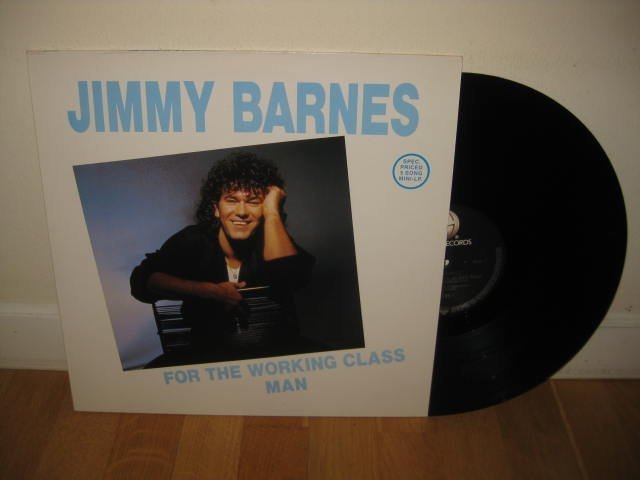 JIMMY BARNES
SPEC.
PRICED
5 SONG
MINI-LP.
FOR THE WORKING CLASS
MAN
RECORDS